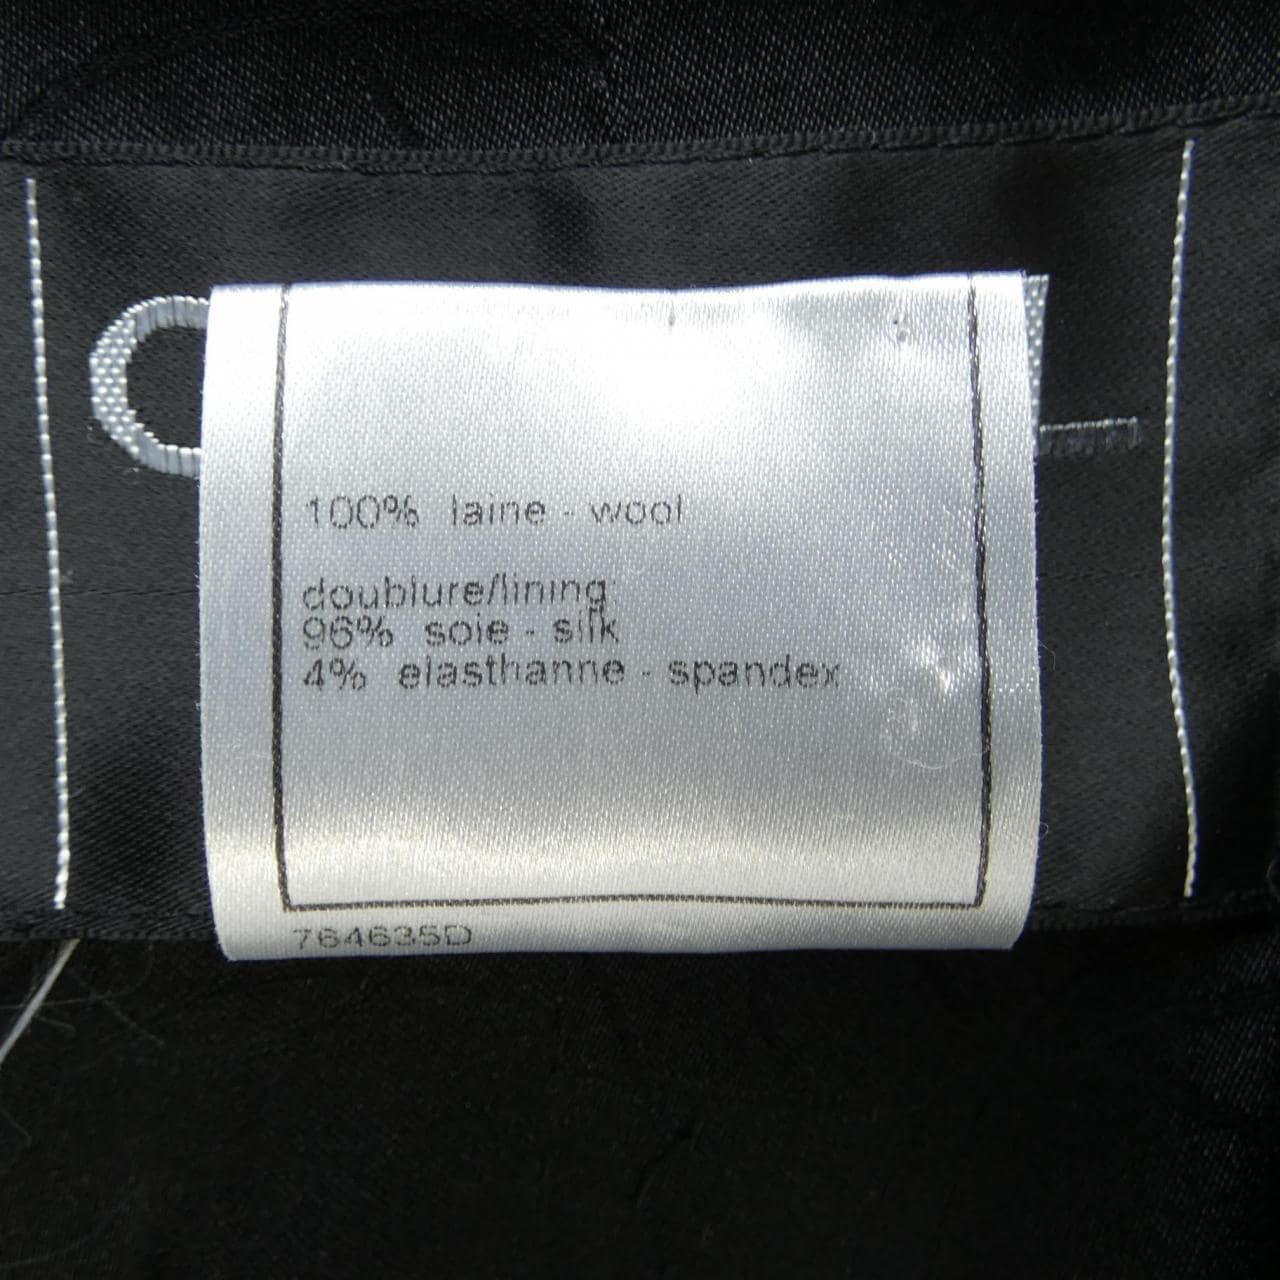 100% laine - wool
doublure/lining:
96% soie - silk
4% elasthanne - spandex
764635D